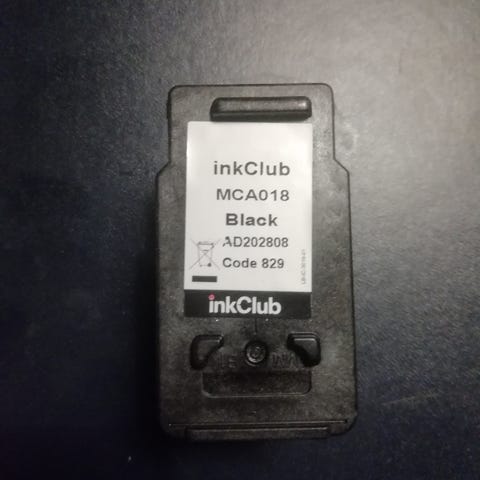 inkClub
MCA018
Black
AD202808
Code 829
inkClub